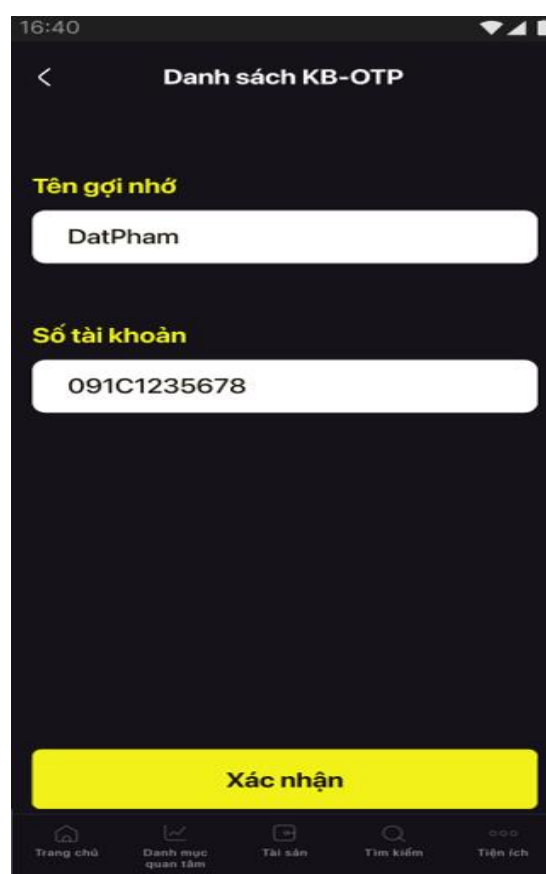 16:40
Danh sách KB-OTP
Tên gợi nhớ
DatPham
Số tài khoản
091C1235678
Xác nhận
Trang chủ
Danh mục
quan tâm
Tài sản
Tìm kiếm
Tiện ích